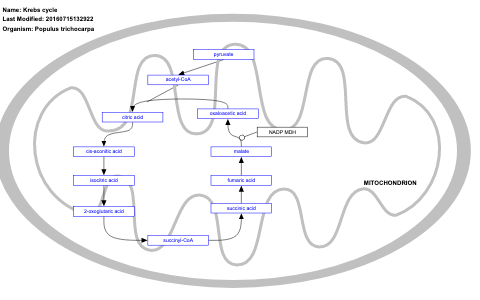 Name: Krebs cycle
Last Modified: 20160715132922
Organism: Populus trichocarpa
pyruvate
acetyl-CoA
citric acid
oxaloacetic acid
NADP MDH
cis-aconitic acid
malate
isocitric acid
fumaric acid
MITOCHONDRION
2-oxoglutaric acid
succinic acid
succinyl-CoA